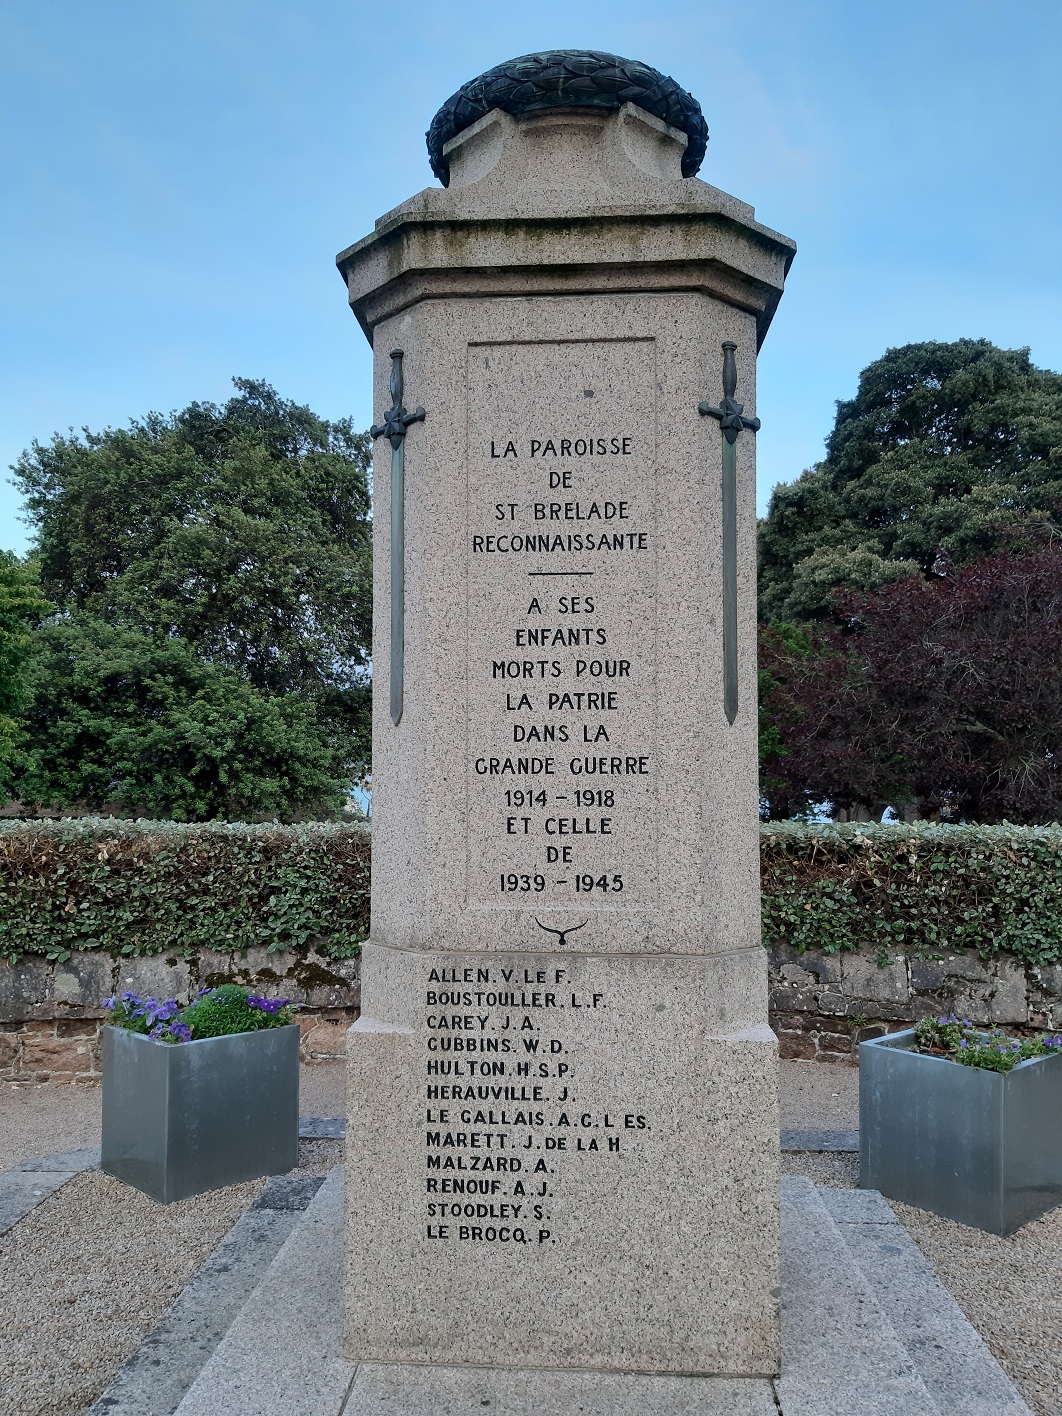 LA PAROISSE
DE
ST BRELADE
RECONNAISSANTE
A SES
ENFANTS
MORTS POUR
LA PATRIE
DANS LA
GRANDE GUERRE
1914 - 1918
ET CELLE
DE
1939 - 1945
ALLEN.V.LE F
BOUSTOULLER.L.F
CAREY.J.A
CUBBINS.W.D.
HULTON.H.S.P.
HERAUVILLE.J
LE GALLAIS.A.G.L ES.
MARETT.J.DE LA H
MALZARD.A.
RENOUF.A.J
STOODLEY.S.
LE BROCQ.P.